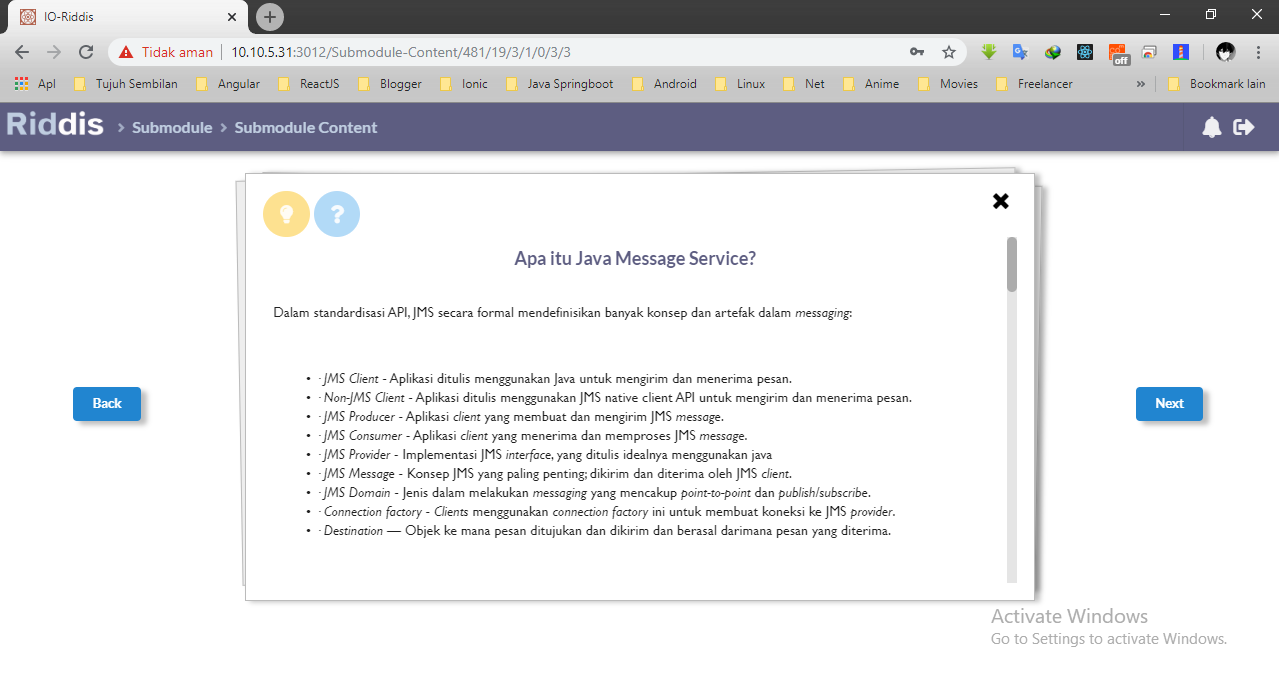 IO-Riddis
Tidak aman 10.10.5.31:3012/Submodule-Content/481/19/3/1/0/3/3
off
Apl Tujuh Sembilan Angular ReactJS Blogger Ionic Java Springboot Android Linux Net Anime Movies Freelancer » Bookmark lain
Riddis > Submodule > Submodule Content
?
Apa itu Java Message Service?
Dalam standardisasi API, JMS secara formal mendefinisikan banyak konsep dan artefak dalam messaging:
• · JMS Client - Aplikasi ditulis menggunakan Java untuk mengirim dan menerima pesan.
• · Non-JMS Client - Aplikasi ditulis menggunakan JMS native client API untuk mengirim dan menerima pesan.
• · JMS Producer - Aplikasi client yang membuat dan mengirim JMS message.
• · JMS Consumer - Aplikasi client yang menerima dan memproses JMS message.
• · JMS Provider - Implementasi JMS interface, yang ditulis idealnya menggunakan java
• · JMS Message - Konsep JMS yang paling penting; dikirim dan diterima oleh JMS client.
• · JMS Domain - Jenis dalam melakukan messaging yang mencakup point-to-point dan publish/subscribe.
• · Connection factory - Clients menggunakan connection factory ini untuk membuat koneksi ke JMS provider.
• · Destination — Objek ke mana pesan ditujukan dan dikirim dan berasal darimana pesan yang diterima.
Back
Next
Activate Windows
Go to Settings to activate Windows.